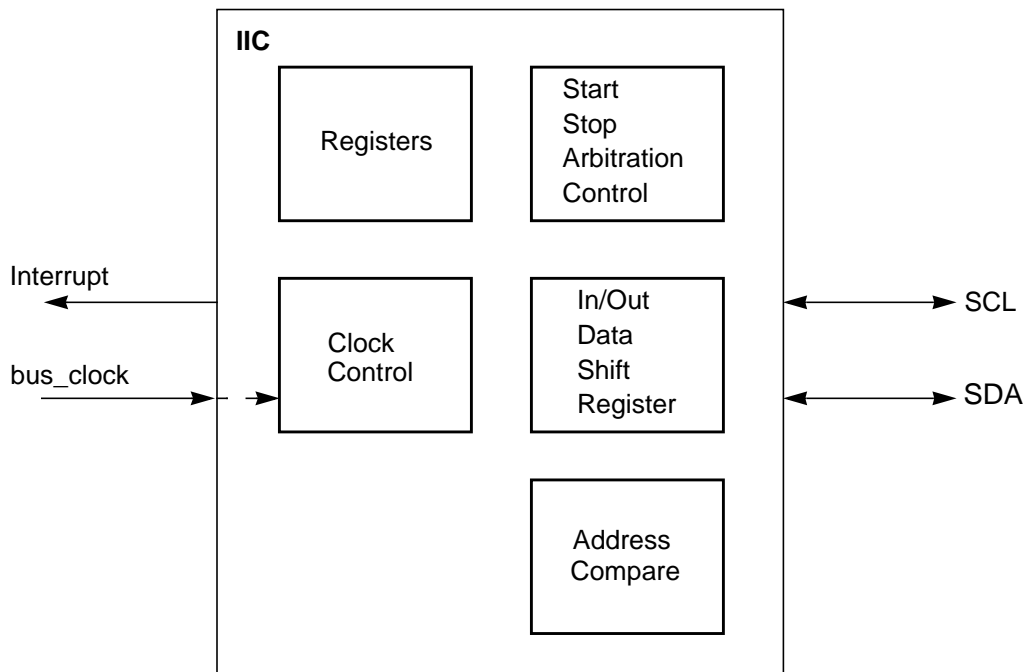 IIC
Registers
Start
Stop
Arbitration
Control
Interrupt
bus_clock
Clock
Control
In/Out
Data
Shift
Register
SCL
SDA
Address
Compare